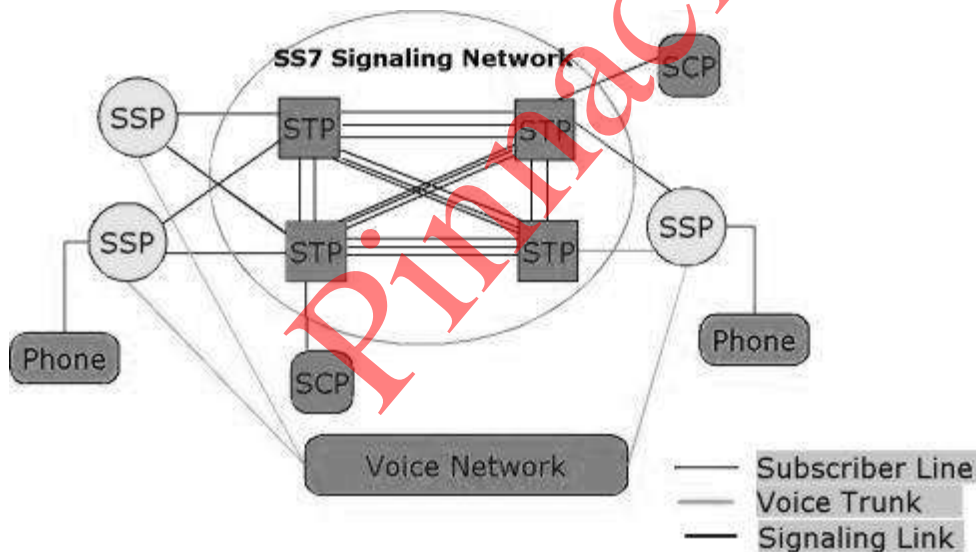 SS7 Signaling Network
SCP
SSP
STP
STP
SSP
STP
STP
SSP
Phone
SCP
Phone
Voice Network
Subscriber Line
Voice Trunk
Signaling Link